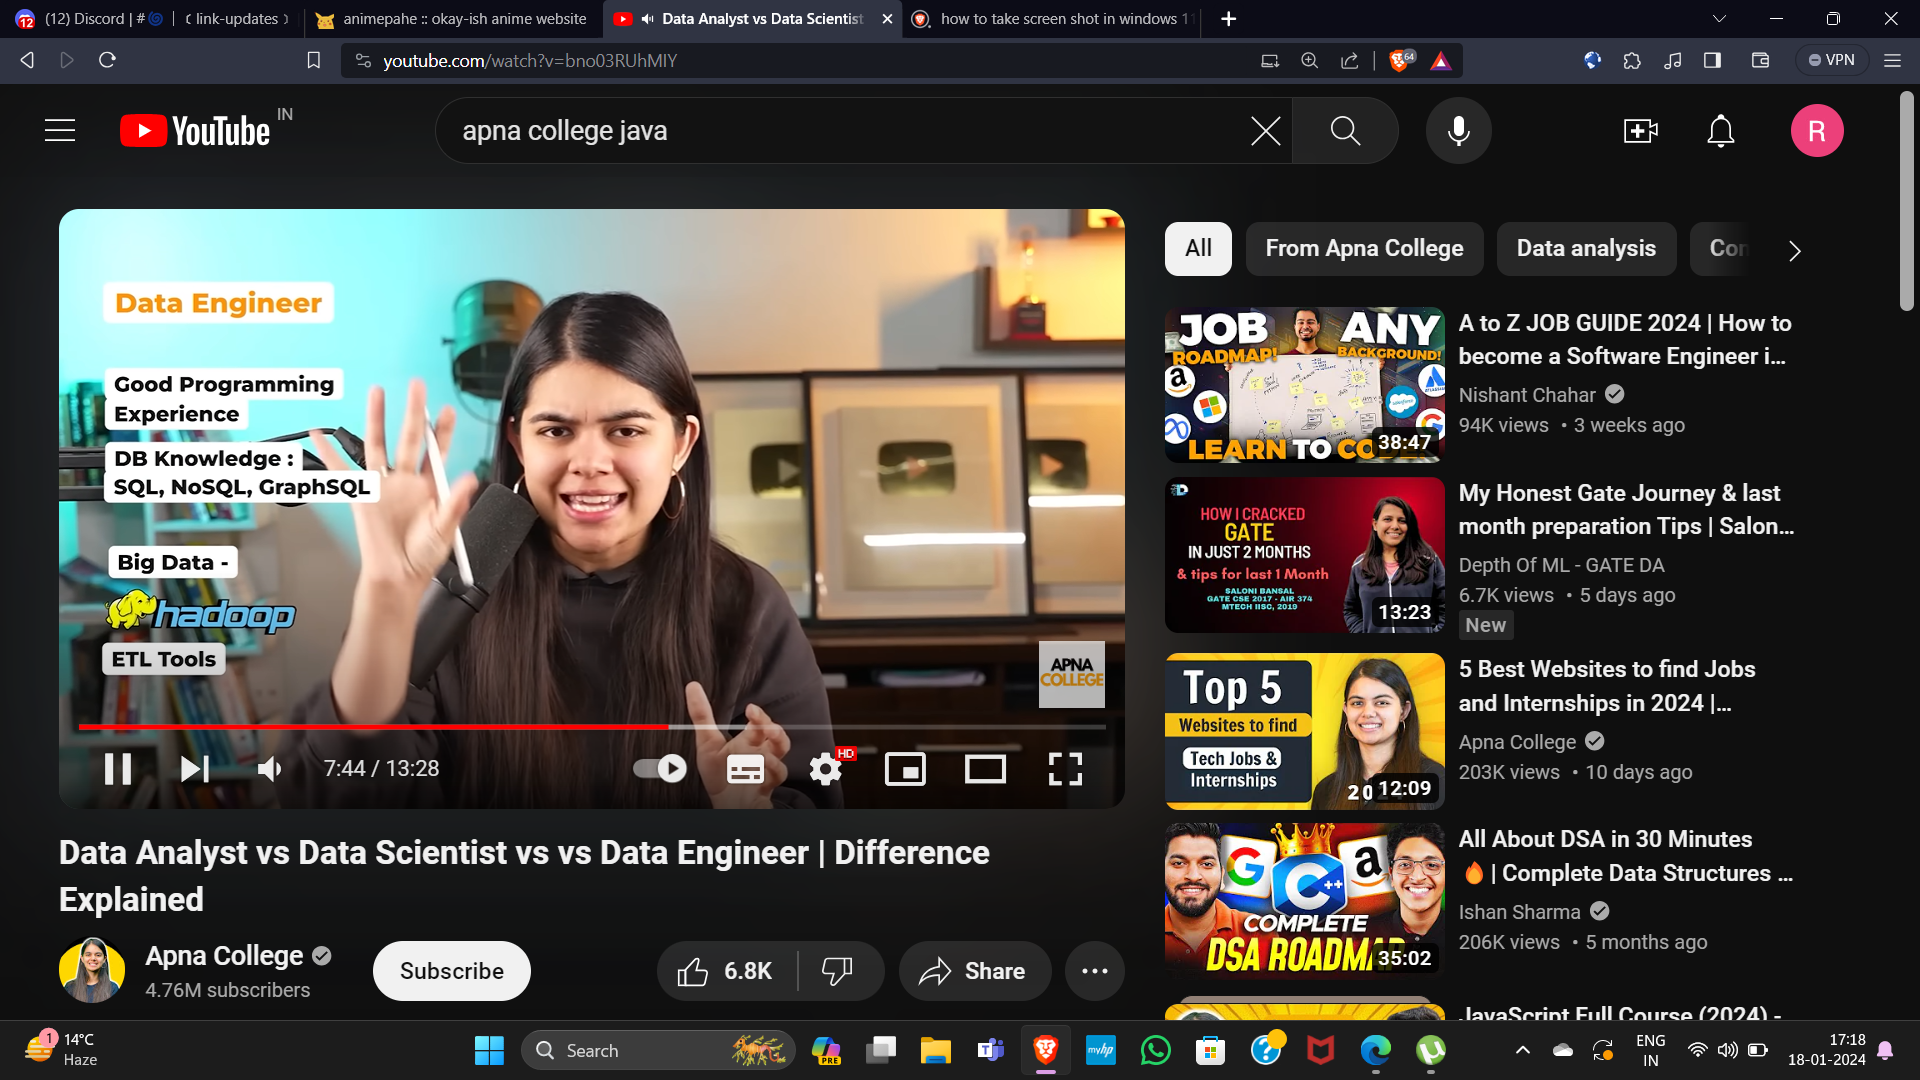 (12) Discord | #
link-updates
animepahe :: okay-ish anime website
Data Analyst vs Data Scientist
how to take screen shot in windows 11
youtube.com/watch?v=bno03RUhMIY
64
VPN
YouTube
IN
apna college java
R
Data Engineer
Good Programming
Experience
DB Knowledge :
SQL, NoSQL, GraphSQL
Big Data -
hadoop
ETL Tools
APNA
COLLEGE
7:44 / 13:28
HD
Data Analyst vs Data Scientist vs vs Data Engineer | Difference
Explained
Apna College
4.76M subscribers
Subscribe
6.8K
Share
All
From Apna College
Data analysis
Con
JOB ANY
ROADMAP! BACKGROUND!
LEARN TO CO
38:47
A to Z JOB GUIDE 2024 | How to
become a Software Engineer i...
Nishant Chahar
94K views • 3 weeks ago
HOW I CRACKED
GATE
IN JUST 2 MONTHS
& tips for last 1 Month
SALONI BANSAL
GATE CSE 2017 - AIR 374
MTECH IISC, 2019
13:23
My Honest Gate Journey & last
month preparation Tips | Salon...
Depth Of ML - GATE DA
6.7K views • 5 days ago
New
Top 5
Websites to find
Tech Jobs &
Internships
20
12:09
5 Best Websites to find Jobs
and Internships in 2024 |...
Apna College
203K views • 10 days ago
C++
COMPLETE
DSA ROADMA
35:02
All About DSA in 30 Minutes
| Complete Data Structures ...
Ishan Sharma
206K views • 5 months ago
JavaScript Full Course (2024) -
1
14°C
Haze
Search
PRE
myhp
ENG
IN
17:18
18-01-2024